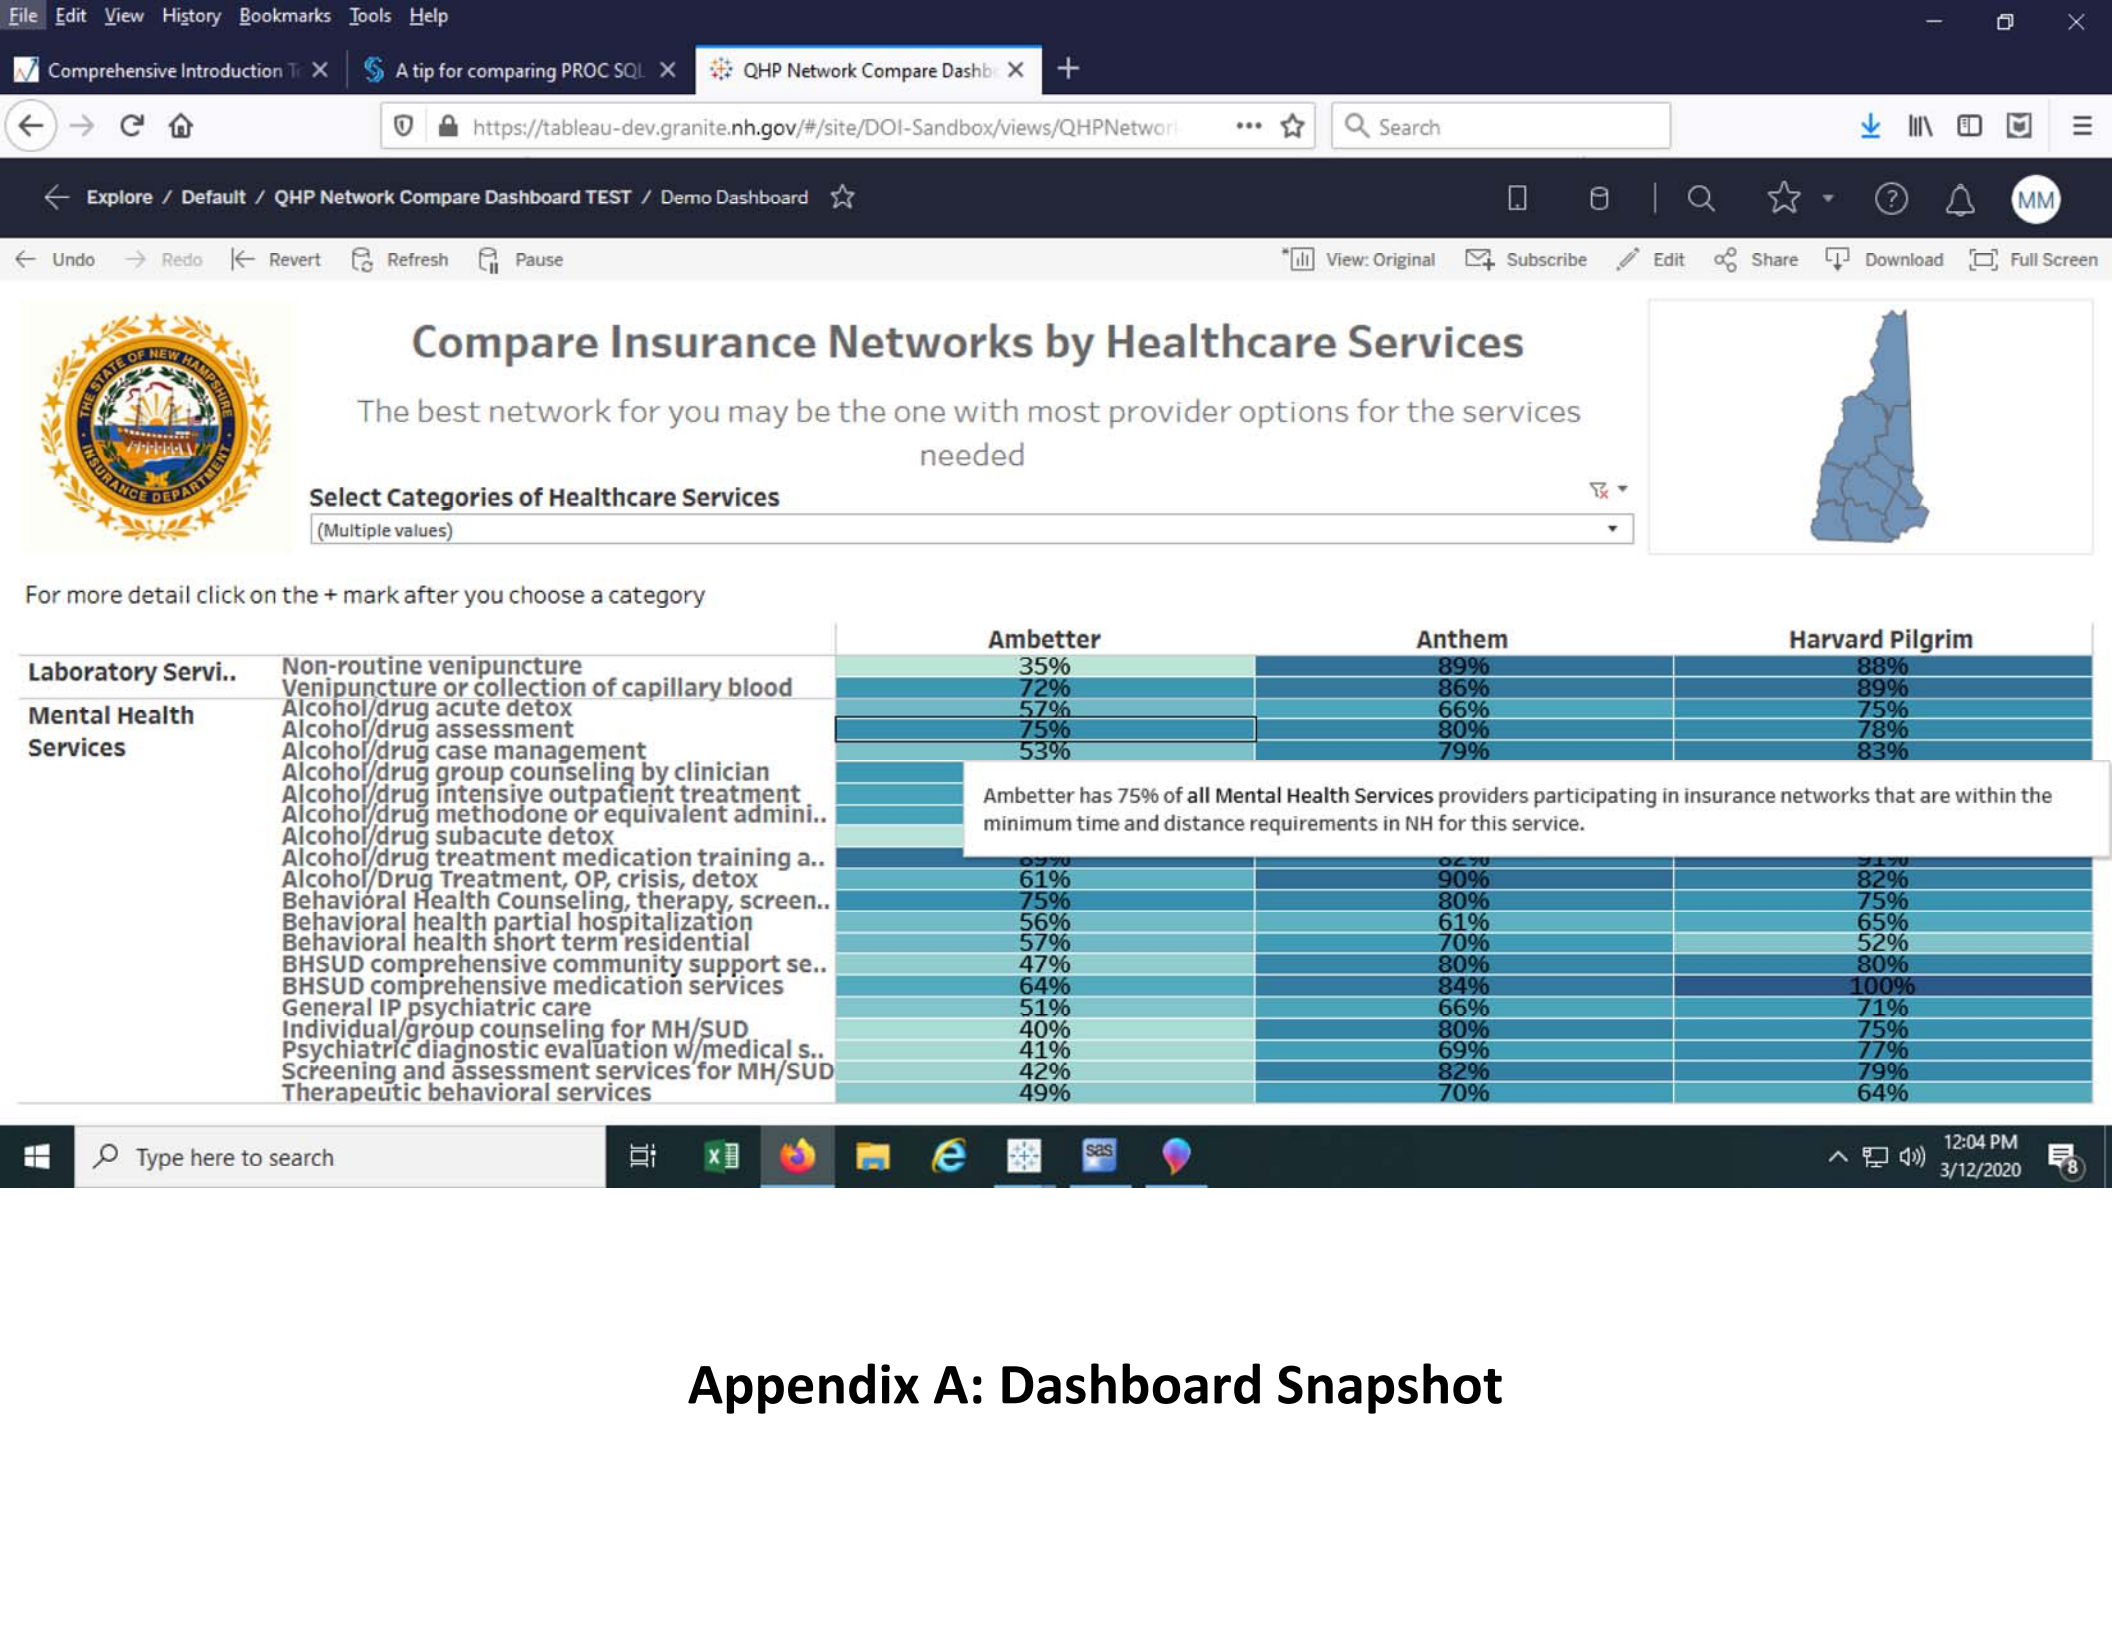 File Edit View History Bookmarks Tools Help
Comprehensive Introduction T A tip for comparing PROC SQL QHP Network Compare Dashb
https://tableau-dev.granite.nh.gov/#/site/DOI-Sandbox/views/QHPNetwor Search
Explore / Default / QHP Network Compare Dashboard TEST / Demo Dashboard MM
Undo Redo Revert Refresh Pause View: Original Subscribe Edit Share Download Full Screen
THE STATE OF NEW HAMPSHIRE
INSURANCE DEPARTMENT
Compare Insurance Networks by Healthcare Services
The best network for you may be the one with most provider options for the services
needed
Select Categories of Healthcare Services
(Multiple values)
For more detail click on the + mark after you choose a category
Ambetter Anthem Harvard Pilgrim
Laboratory Servi.. Non-routine venipuncture 35% 89% 88%
Venipuncture or collection of capillary blood 72% 86% 89%
Mental Health Services Alcohol/drug acute detox 57% 66% 75%
Alcohol/drug assessment 75% 80% 78%
Alcohol/drug case management 53% 79% 83%
Alcohol/drug group counseling by clinician
Alcohol/drug intensive outpatient treatment
Alcohol/drug methodone or equivalent admini..
Alcohol/drug subacute detox
Ambetter has 75% of all Mental Health Services providers participating in insurance networks that are within the
minimum time and distance requirements in NH for this service.
Alcohol/drug treatment medication training a.. 89% 82% 91%
Alcohol/Drug Treatment, OP, crisis, detox 61% 90% 82%
Behavioral Health Counseling, therapy, screen.. 75% 80% 75%
Behavioral health partial hospitalization 56% 61% 65%
Behavioral health short term residential 57% 70% 52%
BHSUD comprehensive community support se.. 47% 80% 80%
BHSUD comprehensive medication services 64% 84% 100%
General IP psychiatric care 51% 66% 71%
Individual/group counseling for MH/SUD 40% 80% 75%
Psychiatric diagnostic evaluation w/medical s.. 41% 69% 77%
Screening and assessment services for MH/SUD 42% 82% 79%
Therapeutic behavioral services 49% 70% 64%
Type here to search sas 12:04 PM
3/12/2020 8
Appendix A: Dashboard Snapshot